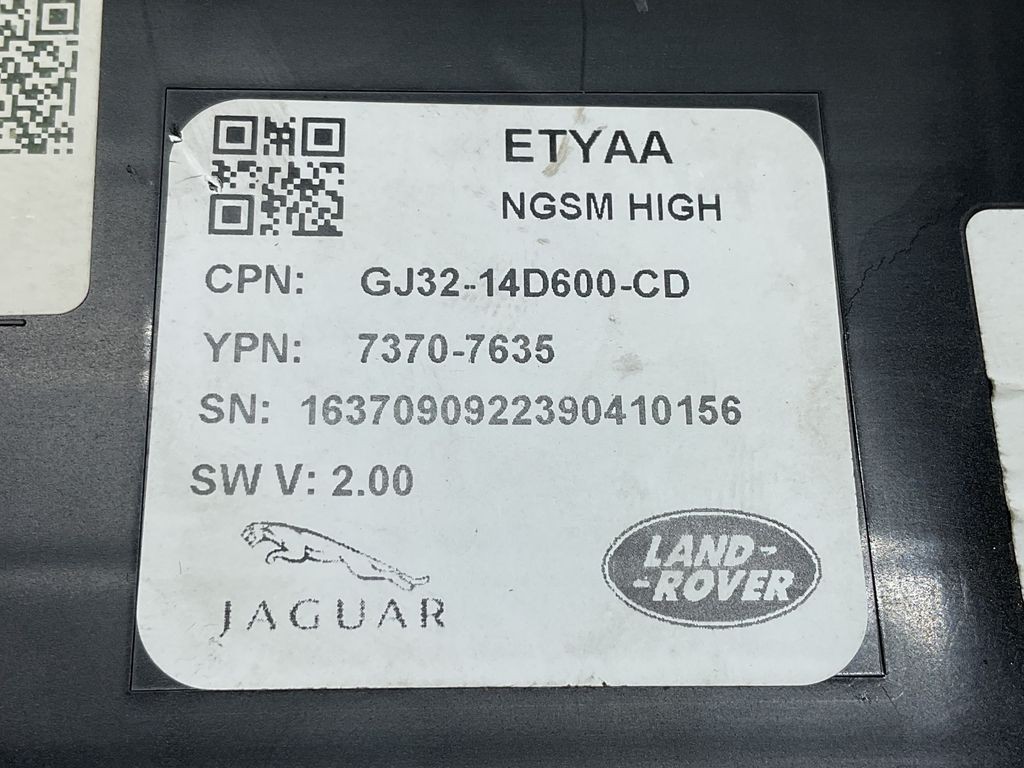 ETYAA
NGSM HIGH
CPN: GJ32-14D600-CD
YPN: 7370-7635
SN: 1637090922390410156
SW V: 2.00
JAGUAR
LAND-
-ROVER